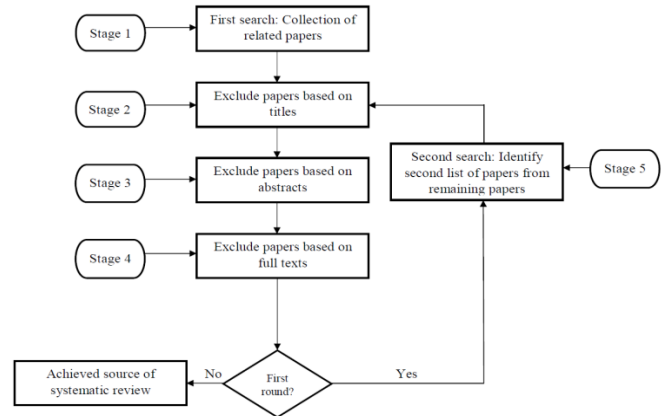 Stage 1
First search: Collection of
related papers
Stage 2
Exclude papers based on
titles
Stage 3
Exclude papers based on
abstracts
Second search: Identify
second list of papers from
remaining papers
Stage 5
Stage 4
Exclude papers based on
full texts
Achieved source of
systematic review
No
First
round?
Yes